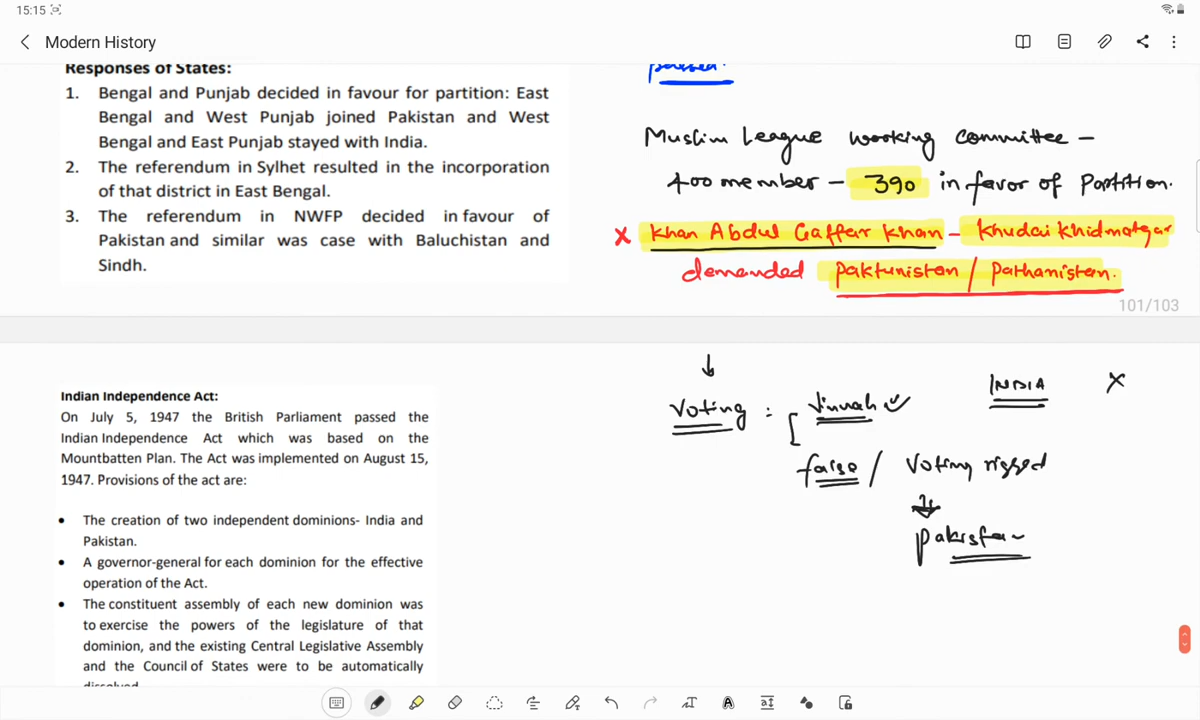 15:15
Modern History
Responses of States:
1. Bengal and Punjab decided in favour for partition: East
Bengal and West Punjab joined Pakistan and West
Bengal and East Punjab stayed with India.
2. The referendum in Sylhet resulted in the incorporation
of that district in East Bengal.
3. The referendum in NWFP decided in favour of
Pakistan and similar was case with Baluchistan and
Sindh.
passed.
Muslim League working committee –
400 member – 390 in favor of Partition.
x Khan Abdul Gaffar Khan – Khudai Khidmatgar
demanded Paktunistan / Pathanistan.
101/103
Indian Independence Act:
On July 5, 1947 the British Parliament passed the
Indian Independence Act which was based on the
Mountbatten Plan. The Act was implemented on August 15,
1947. Provisions of the act are:
• The creation of two independent dominions- India and
Pakistan.
• A governor-general for each dominion for the effective
operation of the Act.
• The constituent assembly of each new dominion was
to exercise the powers of the legislature of that
dominion, and the existing Central Legislative Assembly
and the Council of States were to be automatically
dissolved
↓
Voting : [ Jinnah ✓ INDIA x
false / Voting rigged
↓
Pakistan